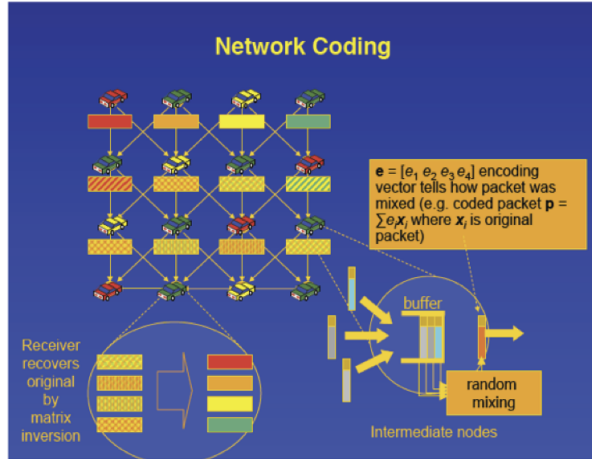 Network Coding
e = [e1 e2 e3 e4] encoding
vector tells how packet was
mixed (e.g. coded packet p =
∑eixi where xi is original
packet)
buffer
random
mixing
Intermediate nodes
Receiver
recovers
original
by
matrix
inversion